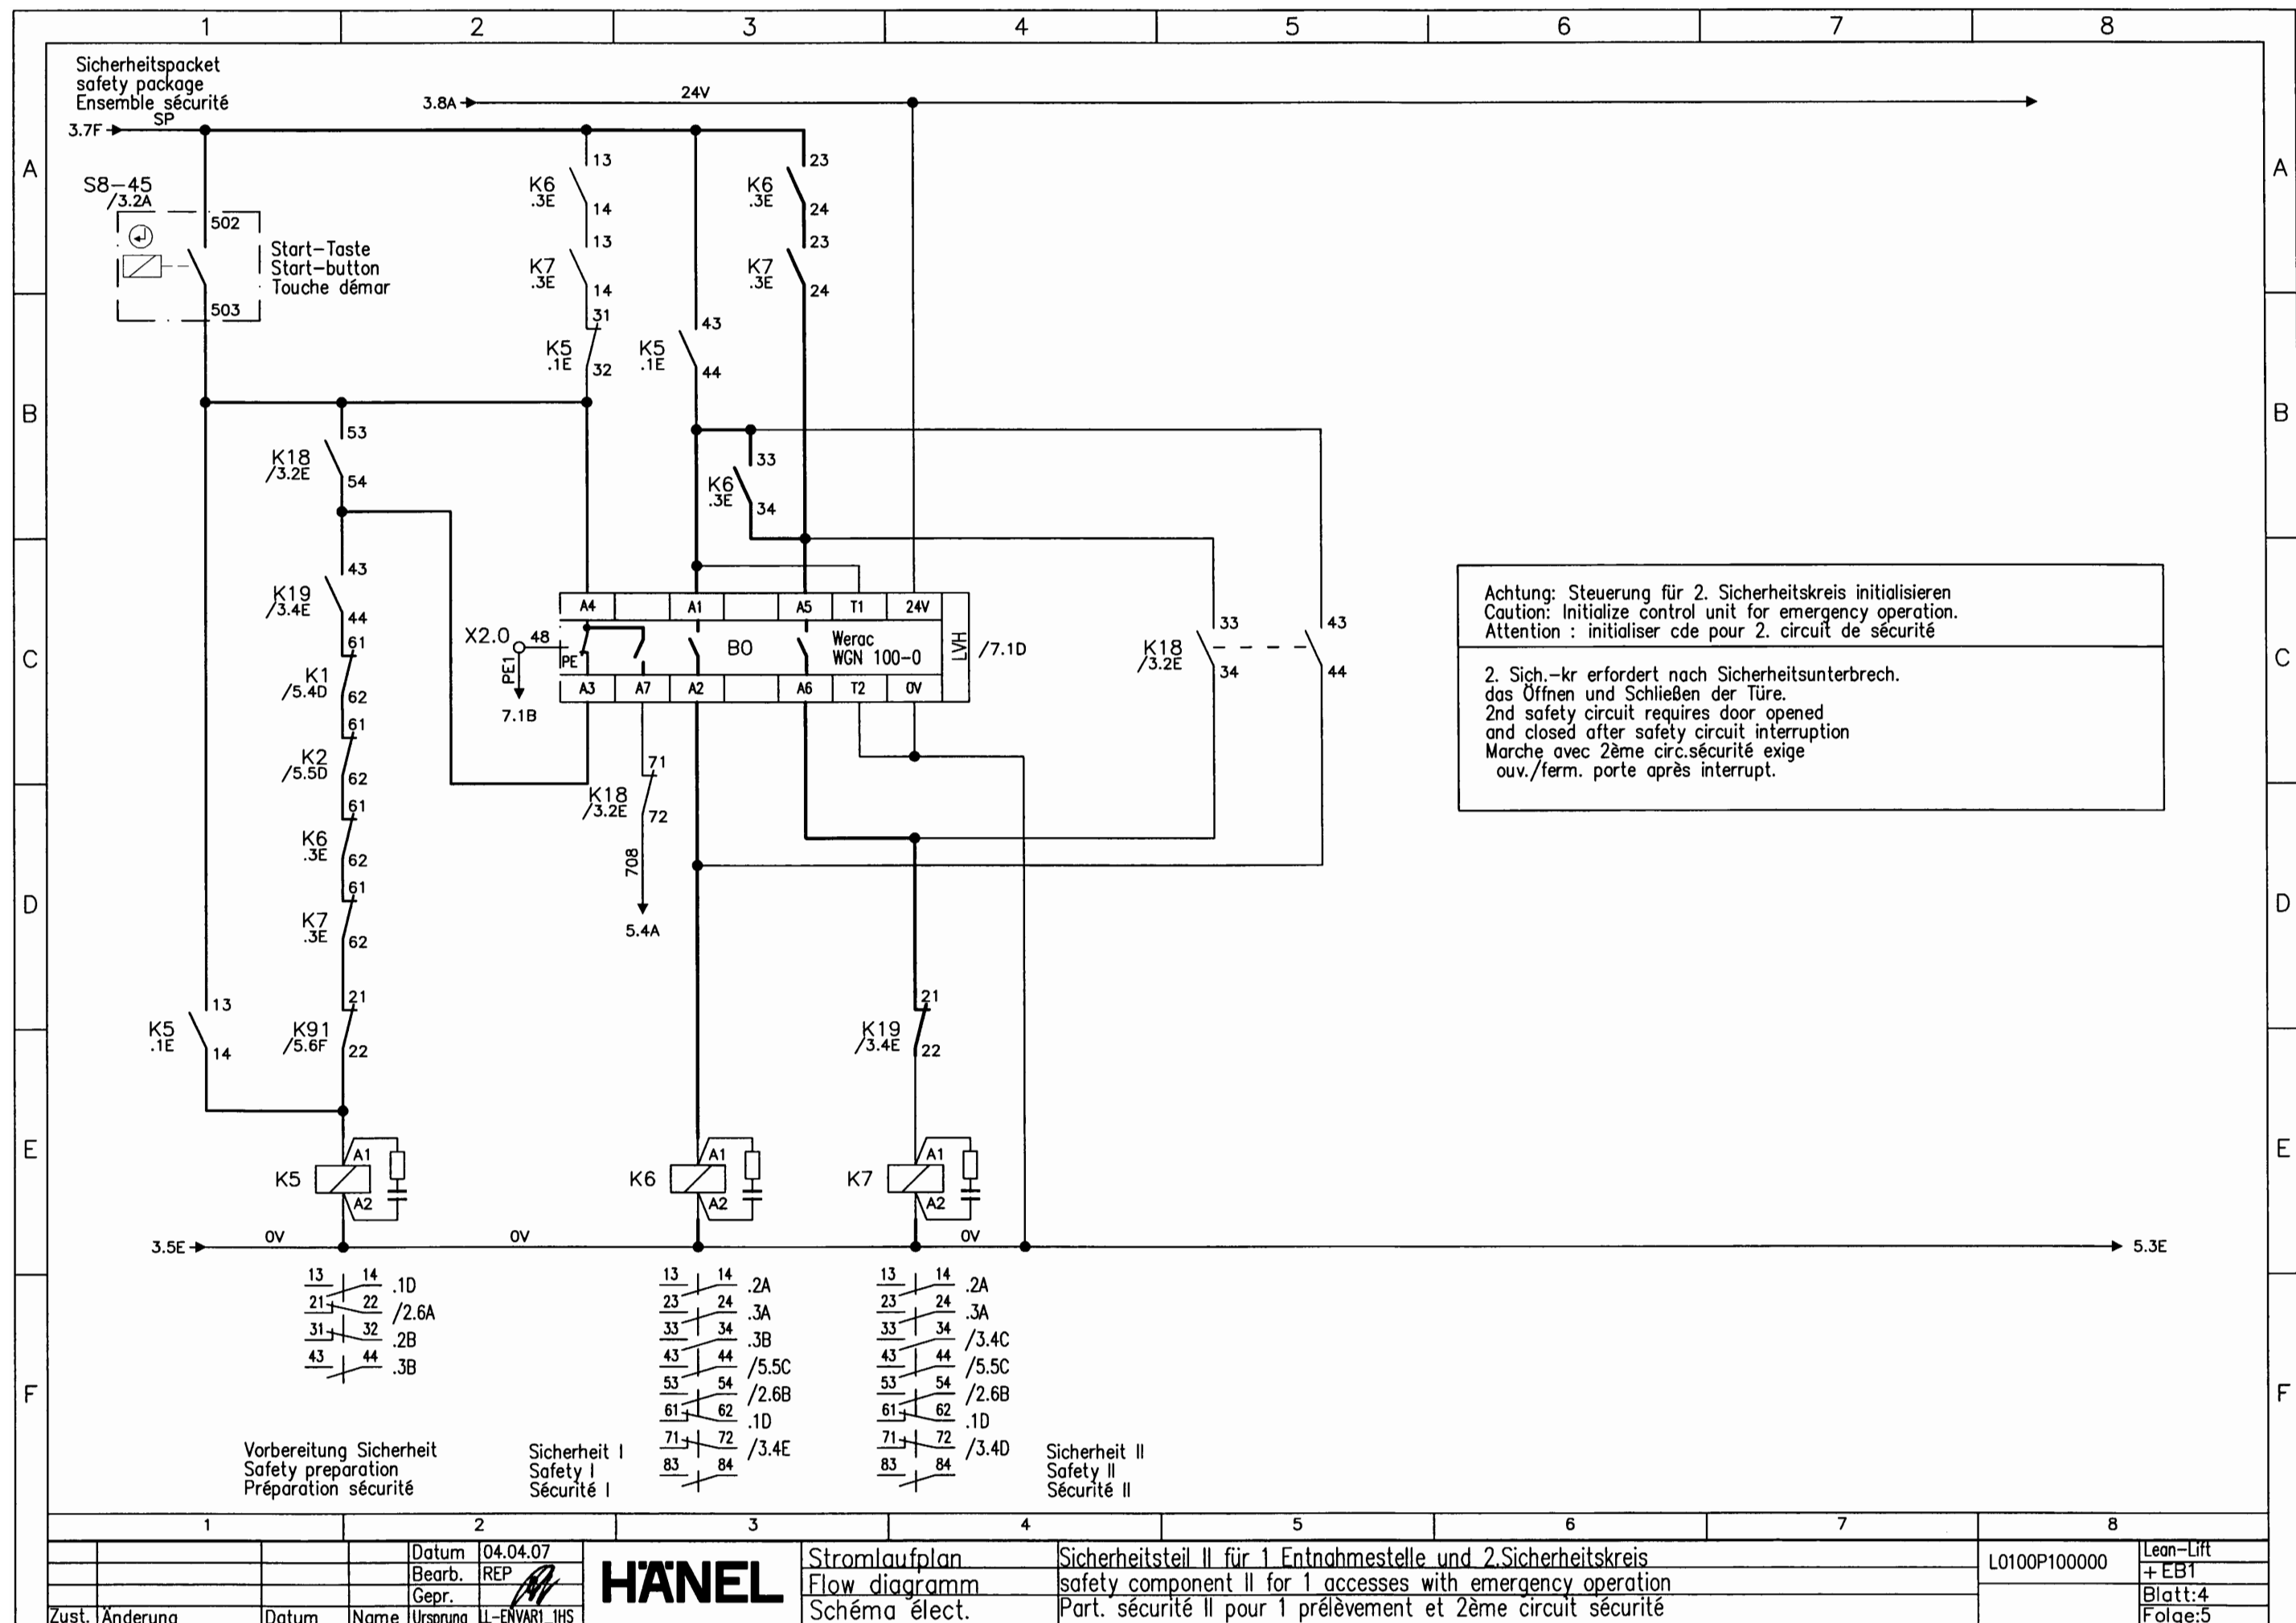 1 2 3 4 5 6 7 8
Sicherheitspacket
safety package
Ensemble sécurité
SP
3.7F
3.8A
24V
A A
S8-45
/3.2A
502
503
Start-Taste
Start-button
Touche démar
13
K6
.3E
14
13
K7
.3E
14
31
K5
.1E
32
43
K5
.1E
44
23
K6
.3E
24
23
K7
.3E
24
B B
53
K18
/3.2E
54
33
K6
.3E
34
43
K19
/3.4E
44
61
K1
/5.4D
62
61
K2
/5.5D
62
61
K6
.3E
62
61
K7
.3E
62
21
K91
/5.6F
22
13
K5
.1E
14
C C
A4 A1 A5 T1 24V
X2.0 48 PE B0 Werac
WGN 100-0
LVH
/7.1D
PE1
7.1B
A3 A7 A2 A6 T2 0V
71
K18
/3.2E
72
708
5.4A
33
K18
/3.2E
34
43
44
Achtung: Steuerung für 2. Sicherheitskreis initialisieren
Caution: Initialize control unit for emergency operation.
Attention : initialiser cde pour 2. circuit de sécurité
2. Sich.-kr erfordert nach Sicherheitsunterbrech.
das Öffnen und Schließen der Türe.
2nd safety circuit requires door opened
and closed after safety circuit interruption
Marche avec 2ème circ.sécurité exige
ouv./ferm. porte après interrupt.
D D
21
K19
/3.4E
22
E E
K5 A1 A2
K6 A1 A2
K7 A1 A2
3.5E 0V 0V 0V 5.3E
13 14 .1D
21 22 /2.6A
31 32 .2B
43 44 .3B
13 14 .2A
23 24 .3A
33 34 .3B
43 44 /5.5C
53 54 /2.6B
61 62 .1D
71 72 /3.4E
83 84
13 14 .2A
23 24 .3A
33 34 /3.4C
43 44 /5.5C
53 54 /2.6B
61 62 .1D
71 72 /3.4D
83 84
F F
Vorbereitung Sicherheit
Safety preparation
Préparation sécurité
Sicherheit I
Safety I
Sécurité I
Sicherheit II
Safety II
Sécurité II
1 2 3 4 5 6 7 8
Datum 04.04.07
Bearb. REP
Gepr.
Zust. Änderung Datum Name Ursprung LL-ENVAR1_1HS
HÄNEL
Stromlaufplan
Flow diagramm
Schéma élect.
Sicherheitsteil II für 1 Entnahmestelle und 2.Sicherheitskreis
safety component II for 1 accesses with emergency operation
Part. sécurité II pour 1 prélèvement et 2ème circuit sécurité
L0100P100000
Lean-Lift
+EB1
Blatt:4
Folge:5